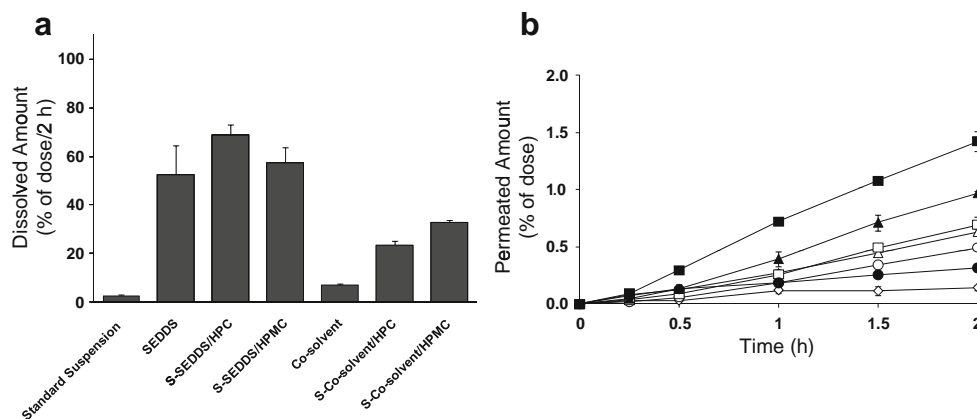 a
Dissolved Amount
(% of dose/2 h)
100
80
60
40
20
0
Standard Suspension
SEDDS
S-SEDDS/HPC
S-SEDDS/HPMC
Co-solvent
S-Co-solvent/HPC
S-Co-solvent/HPMC
b
Permeated Amount
(% of dose)
2.0
1.5
1.0
0.5
0.0
0 0.5 1 1.5 2
Time (h)